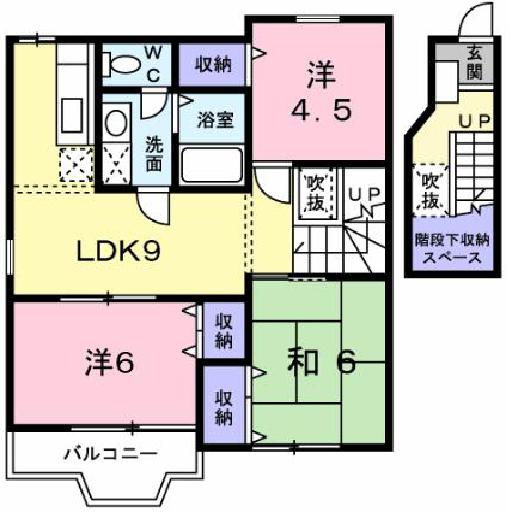 WC
収納
洋
4.5
玄関
浴室
洗面
UP
吹抜
UP
吹抜
階段下収納
スペース
LDK9
収納
洋6
和 6
収納
バルコニー